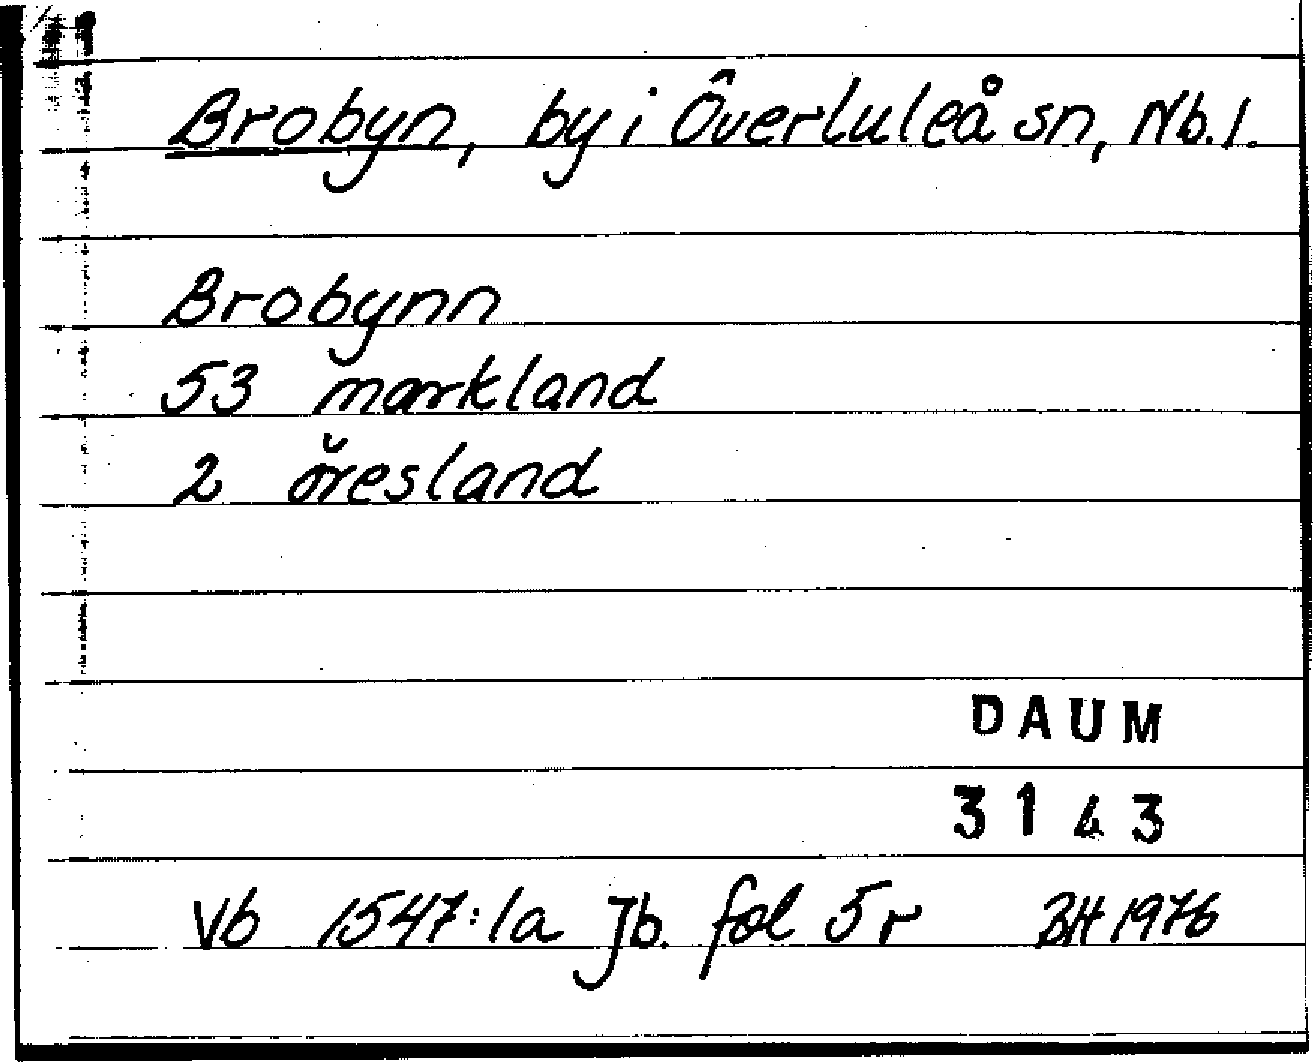 Brobyn, by i Överluleå sn, Nb.l.
Brobynn
53 markland
2 öresland
DAUM
3143
Vb 1547:1a Jb. fol 5r BH 1976